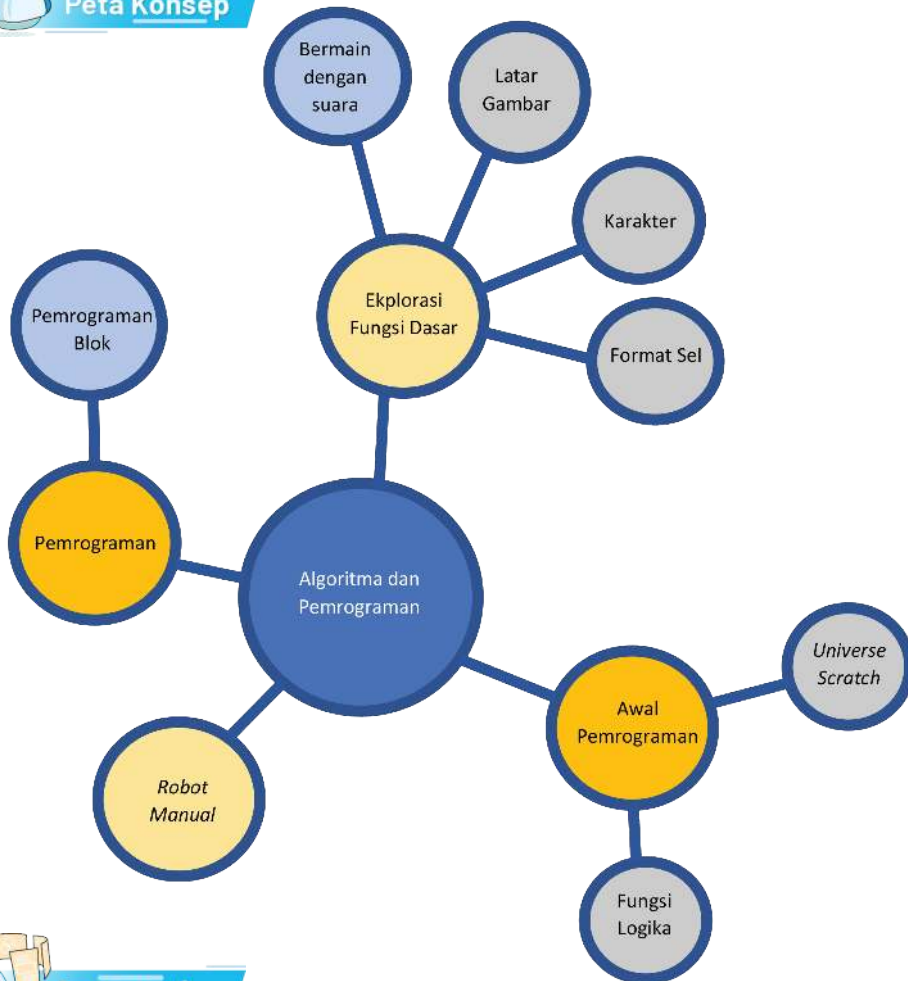 Peta Konsep
Bermain
dengan
suara
Latar
Gambar
Karakter
Ekplorasi
Fungsi Dasar
Format Sel
Pemrograman
Blok
Pemrograman
Algoritma dan
Pemrograman
Universe
Scratch
Awal
Pemrograman
Robot
Manual
Fungsi
Logika